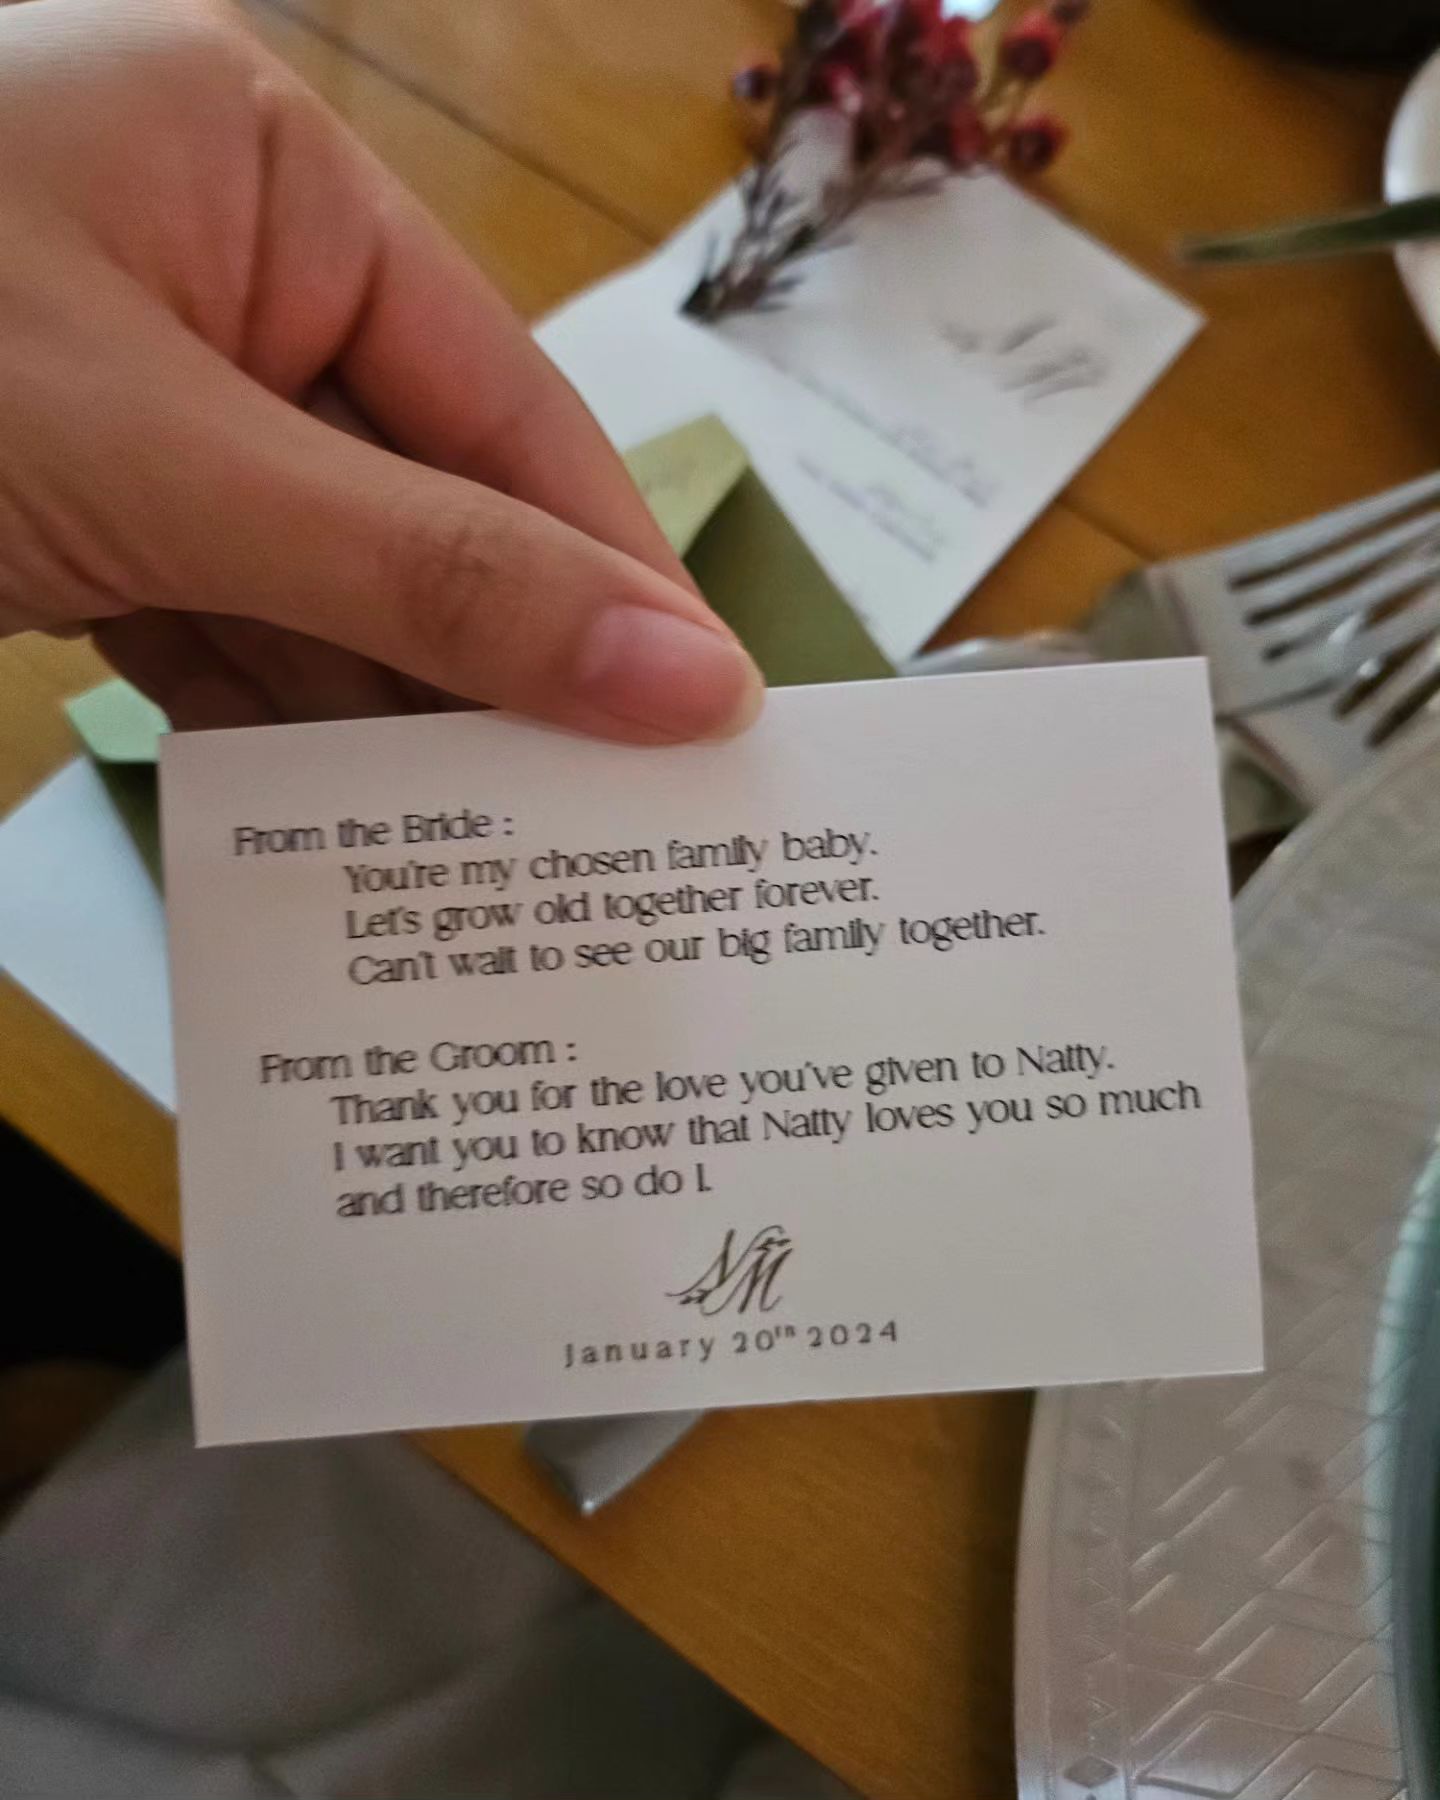 From the Bride :
You're my chosen family baby.
Let's grow old together forever.
Can't wait to see our big family together.
From the Groom :
Thank you for the love you've given to Natty.
I want you to know that Natty loves you so much
and therefore so do I.
NM
January 20th 2024